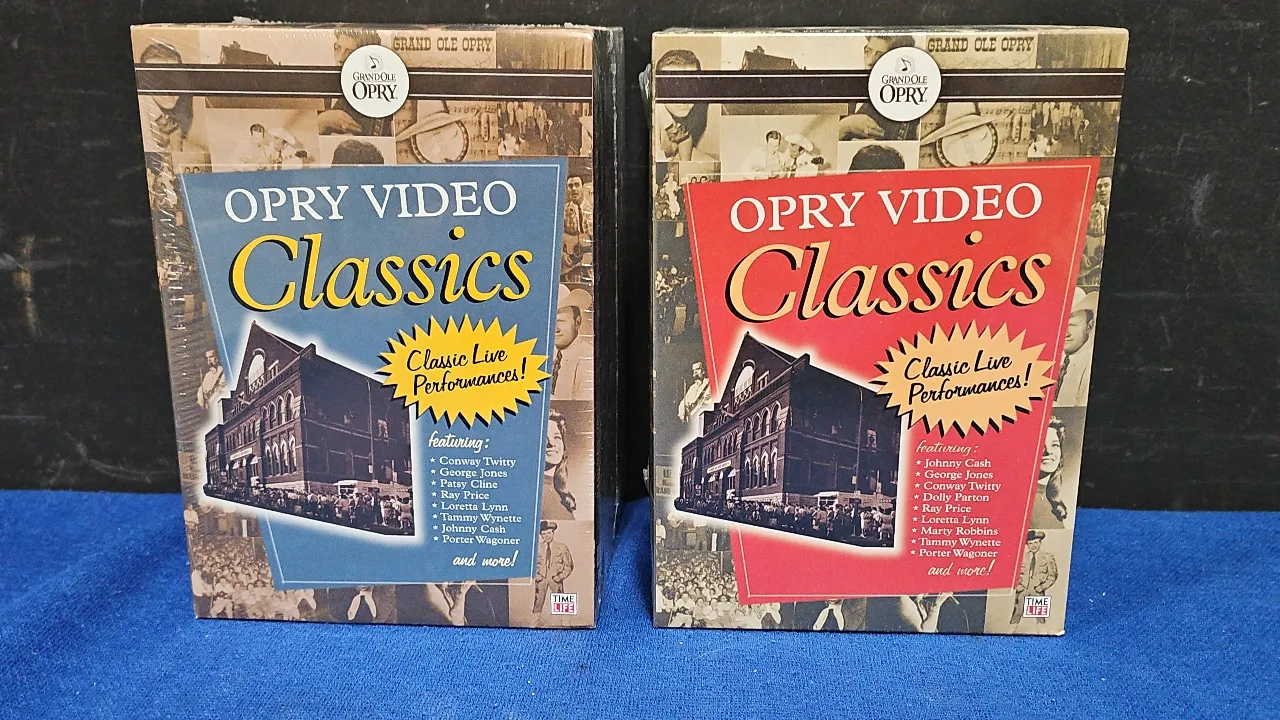 GRAND OLE OPRY
GRAND OLE
OPRY
OPRY VIDEO
Classics
Classic Live
Performances!
featuring:
★ Conway Twitty
★ George Jones
★ Patsy Cline
★ Ray Price
★ Loretta Lynn
★ Tammy Wynette
★ Johnny Cash
★ Porter Wagoner
and more!
TIME
LIFE
GRAND OLE OPRY
GRAND OLE
OPRY
OPRY VIDEO
Classics
Classic Live
Performances!
featuring:
★ Johnny Cash
★ George Jones
★ Conway Twitty
★ Dolly Parton
★ Ray Price
★ Loretta Lynn
★ Marty Robbins
★ Tammy Wynette
★ Porter Wagoner
and more!
TIME
LIFE